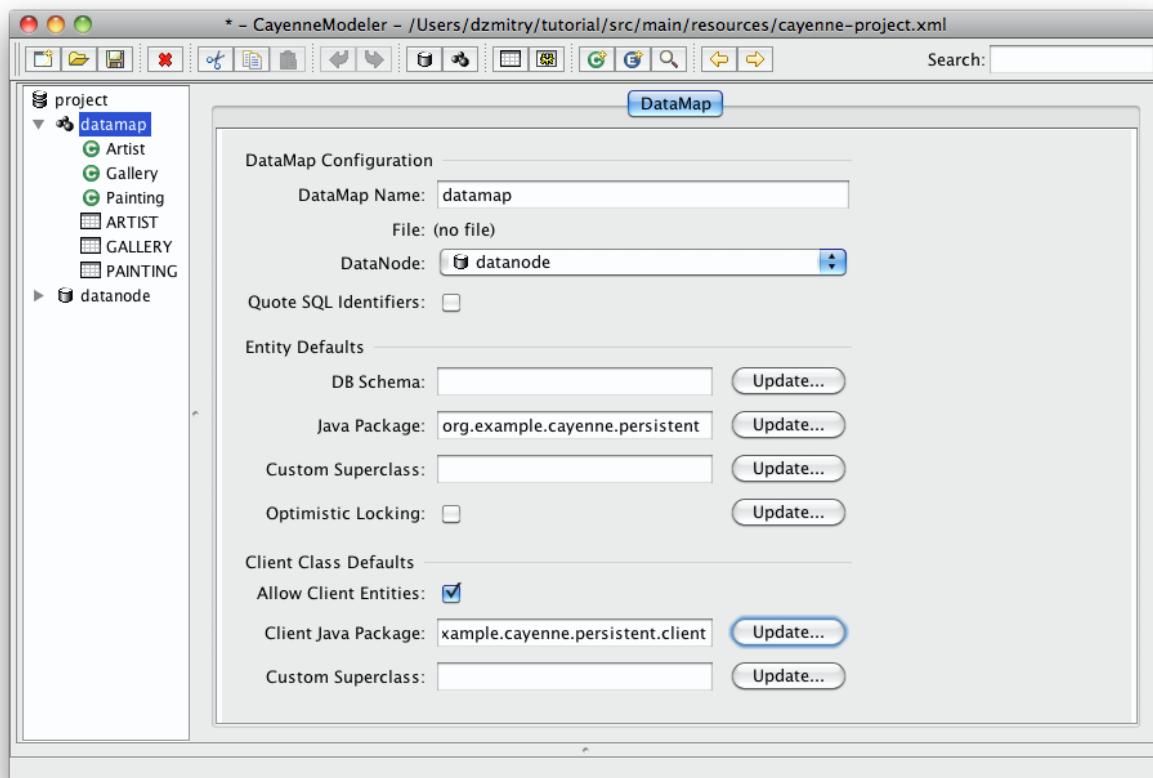 * – CayenneModeler – /Users/dzmitry/tutorial/src/main/resources/cayenne-project.xml
Search:
project
datamap
Artist
Gallery
Painting
ARTIST
GALLERY
PAINTING
datanode
DataMap
DataMap Configuration
DataMap Name: datamap
File: (no file)
DataNode: datanode
Quote SQL Identifiers:
Entity Defaults
DB Schema: Update...
Java Package: org.example.cayenne.persistent Update...
Custom Superclass: Update...
Optimistic Locking: Update...
Client Class Defaults
Allow Client Entities:
Client Java Package: xample.cayenne.persistent.client Update...
Custom Superclass: Update...